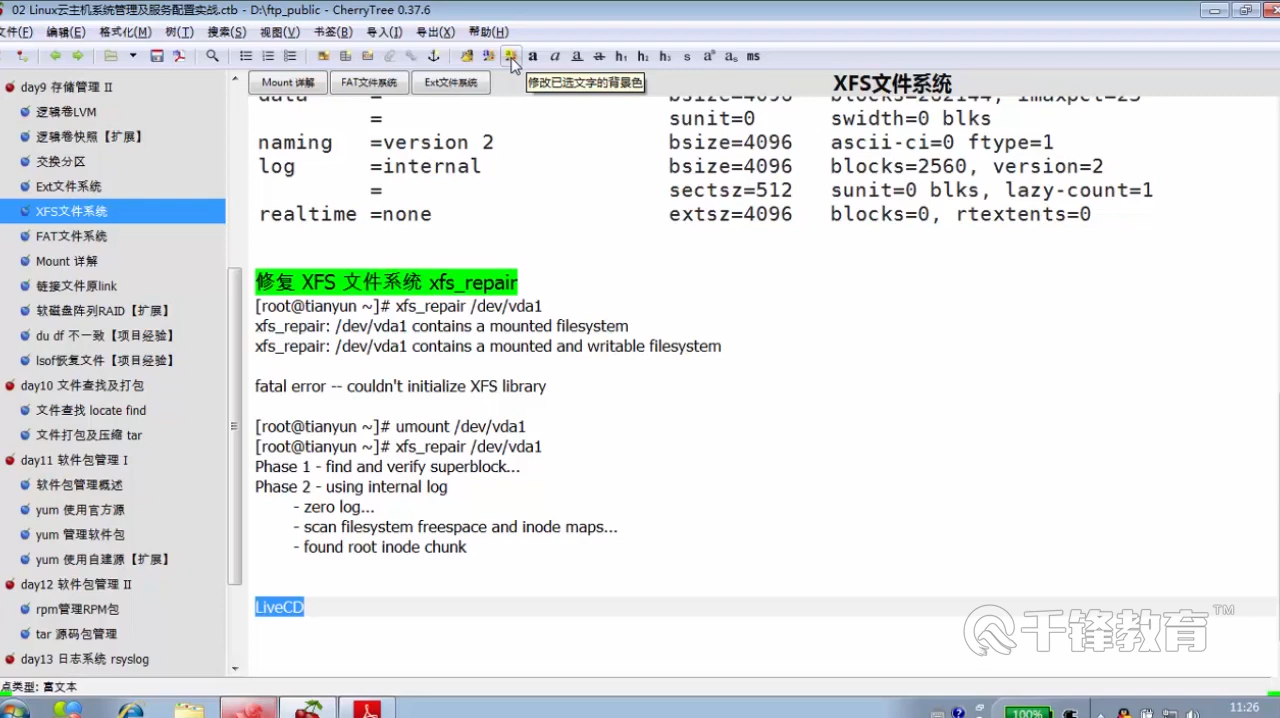 02 Linux云主机系统管理及服务配置实战.ctb - D:\ftp_public - CherryTree 0.37.6
文件(F) 编辑(E) 格式化(M) 树(T) 搜索(S) 视图(V) 书签(B) 导入(I) 导出(X) 帮助(H)
a a a a h₁ h₂ h₃ s aˢ aₛ ms
修改已选文字的背景色
Mount 详解 FAT文件系统 Ext文件系统
XFS文件系统
day9 存储管理 II
逻辑卷LVM
逻辑卷快照【扩展】
交换分区
Ext文件系统
XFS文件系统
FAT文件系统
Mount 详解
链接文件原link
软磁盘阵列RAID【扩展】
du df 不一致【项目经验】
lsof恢复文件【项目经验】
day10 文件查找及打包
文件查找 locate find
文件打包及压缩 tar
day11 软件包管理 I
软件包管理概述
yum 使用官方源
yum 管理软件包
yum 使用自建源【扩展】
day12 软件包管理 II
rpm管理RPM包
tar 源码包管理
day13 日志系统 rsyslog
data = bsize=4096 blocks=262144, imaxpct=25
= sunit=0 swidth=0 blks
naming =version 2 bsize=4096 ascii-ci=0 ftype=1
log =internal bsize=4096 blocks=2560, version=2
= sectsz=512 sunit=0 blks, lazy-count=1
realtime =none extsz=4096 blocks=0, rtextents=0
修复 XFS 文件系统 xfs_repair
[root@tianyun ~]# xfs_repair /dev/vda1
xfs_repair: /dev/vda1 contains a mounted filesystem
xfs_repair: /dev/vda1 contains a mounted and writable filesystem
fatal error -- couldn't initialize XFS library
[root@tianyun ~]# umount /dev/vda1
[root@tianyun ~]# xfs_repair /dev/vda1
Phase 1 - find and verify superblock...
Phase 2 - using internal log
- zero log...
- scan filesystem freespace and inode maps...
- found root inode chunk
LiveCD
千锋教育™
点类型: 富文本
100%
11:26